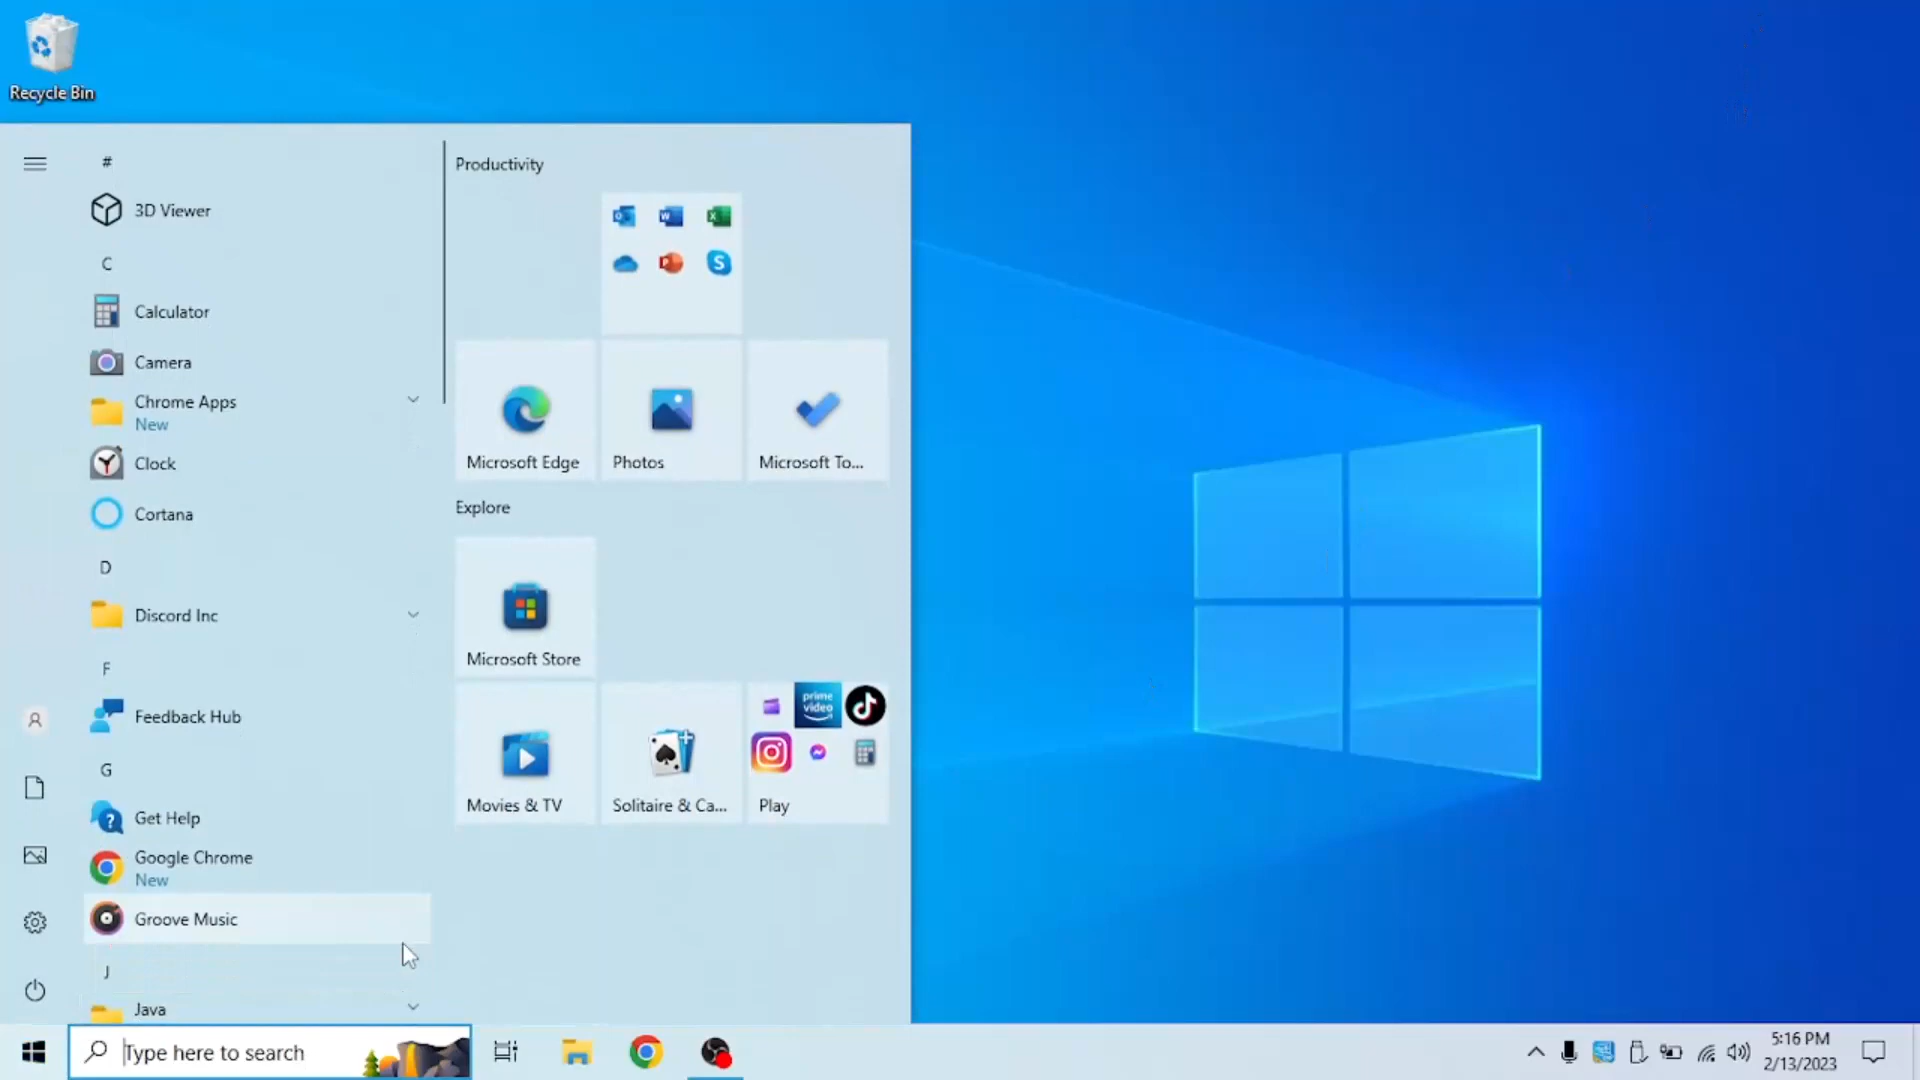 Recycle Bin
#
3D Viewer
C
Calculator
Camera
Chrome Apps
New
Clock
Cortana
D
Discord Inc
F
Feedback Hub
G
Get Help
Google Chrome
New
Groove Music
J
Java
Productivity
Microsoft Edge
Photos
Microsoft To...
Explore
Microsoft Store
Movies & TV
Solitaire & Ca...
prime video
Play
Type here to search
5:16 PM
2/13/2023